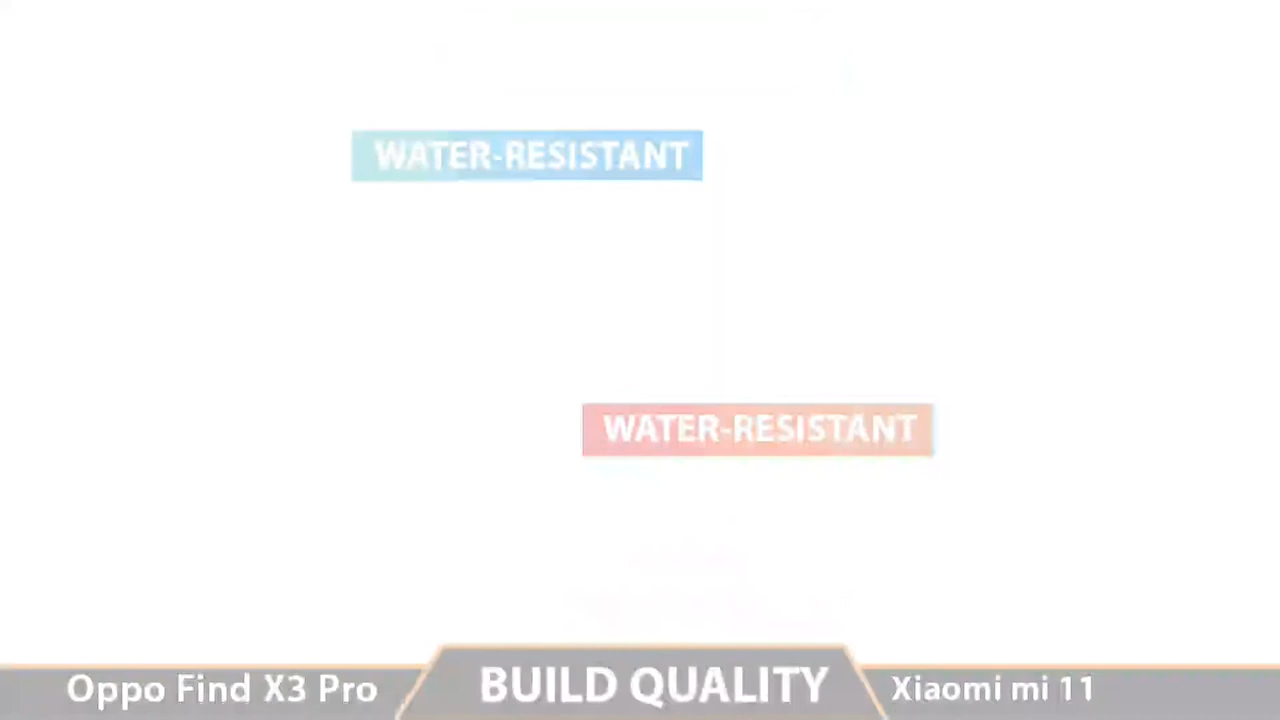 WATER-RESISTANT
WATER-RESISTANT
Oppo Find X3 Pro
BUILD QUALITY
Xiaomi mi 11